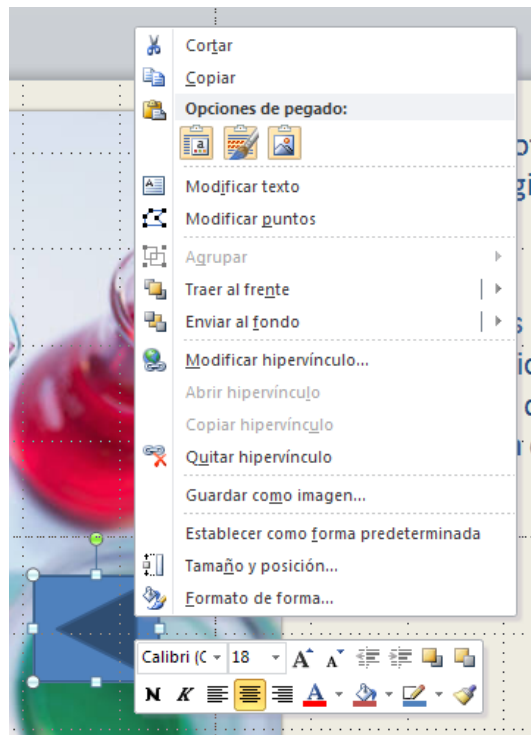 Cortar
Copiar
Opciones de pegado:
a
Modificar texto
Modificar puntos
Agrupar
Traer al frente
Enviar al fondo
Modificar hipervínculo...
Abrir hipervínculo
Copiar hipervínculo
Quitar hipervínculo
Guardar como imagen...
Establecer como forma predeterminada
Tamaño y posición...
Formato de forma...
Calibri (C 18 A A
N K A